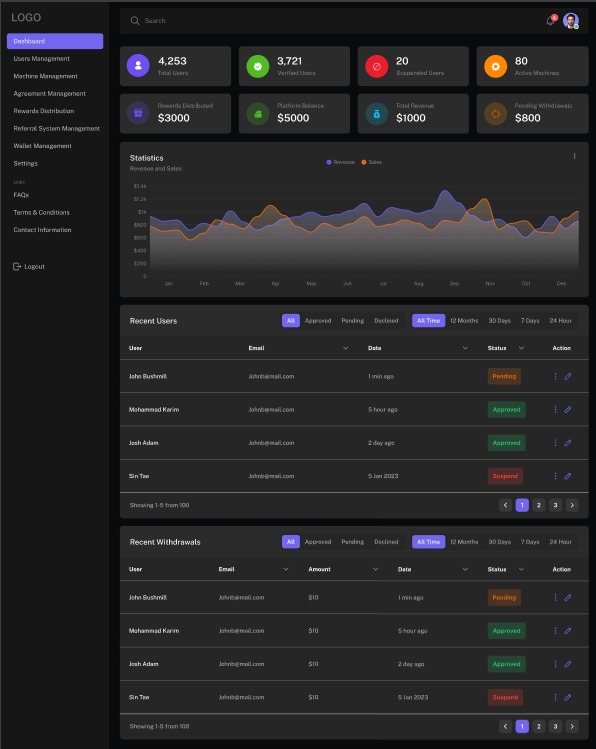 LOGO
Dashboard
Users Management
Machine Management
Agreement Management
Rewards Distribution
Referral System Management
Wallet Management
Settings
Links
FAQs
Terms & Conditions
Contact Information
Logout
Search
4
4,253
Total Users
3,721
Verified Users
20
Suspended Users
80
Active Machines
Rewards Distributed
$3000
Platform Balance
$5000
Total Revenue
$1000
Pending Withdrawals
$800
Statistics
Revenue and Sales
Revenue Sales
$1.4k
$1.2k
$1k
$800
$600
$400
$200
0
Jan Feb Mar Apr May Jun Jul Aug Sep Nov Oct Des
Recent Users All Approved Pending Declined All Time 12 Months 30 Days 7 Days 24 Hour
User Email Date Status Action
John Bushmill Johnb@mail.com 1 min ago Pending
Mohammad Karim Johnb@mail.com 5 hour ago Approved
Josh Adam Johnb@mail.com 2 day ago Approved
Sin Tae Johnb@mail.com 5 Jan 2023 Suspend
Showing 1-5 from 100 1 2 3
Recent Withdrawals All Approved Pending Declined All Time 12 Months 30 Days 7 Days 24 Hour
User Email Amount Date Status Action
John Bushmill Johnb@mail.com $10 1 min ago Pending
Mohammad Karim Johnb@mail.com $10 5 hour ago Approved
Josh Adam Johnb@mail.com $10 2 day ago Approved
Sin Tae Johnb@mail.com $10 5 Jan 2023 Suspend
Showing 1-5 from 100 1 2 3